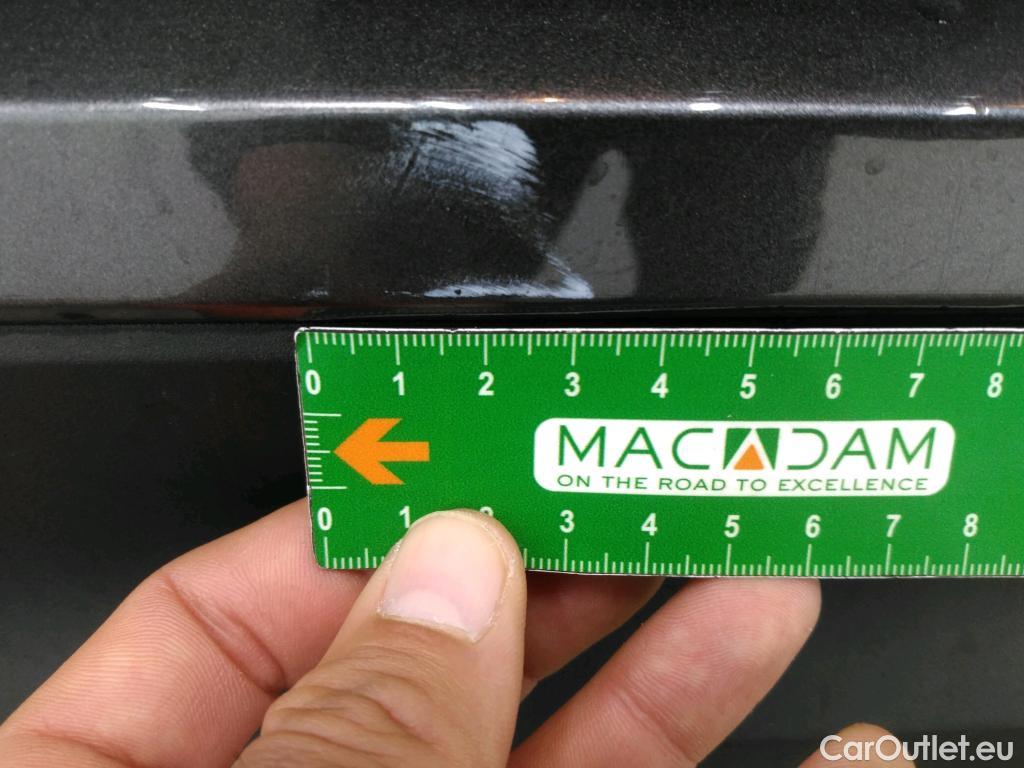 0 1 2 3 4 5 6 7 8
MACADAM
ON THE ROAD TO EXCELLENCE
0 1 2 3 4 5 6 7 8
CarOutlet.eu